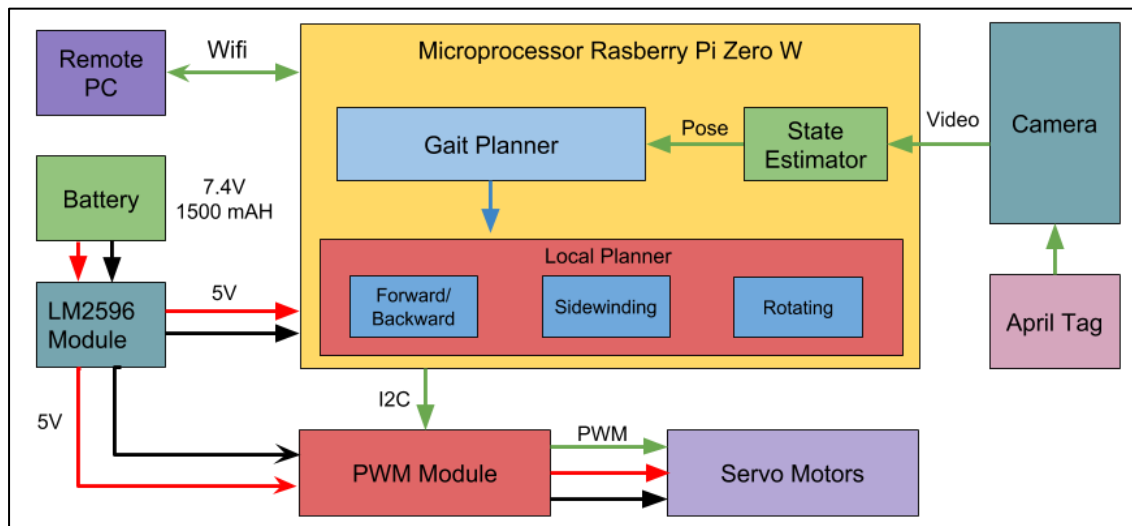 Remote
PC
Wifi
Microprocessor Rasberry Pi Zero W
Gait Planner
Pose
State
Estimator
Video
Camera
Battery
7.4V
1500 mAH
Local Planner
Forward/
Backward
Sidewinding
Rotating
LM2596
Module
5V
April Tag
5V
I2C
PWM Module
PWM
Servo Motors